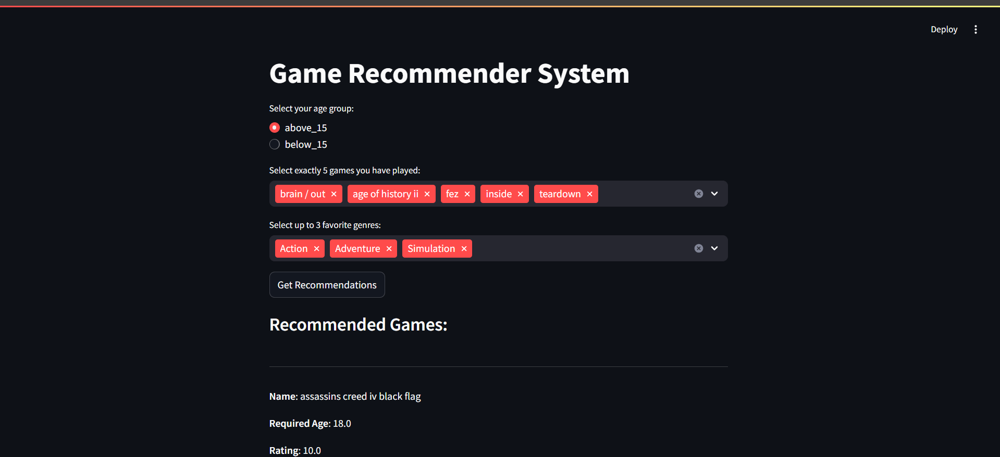 Deploy
Game Recommender System
Select your age group:
above_15
below_15
Select exactly 5 games you have played:
brain / out age of history ii fez inside teardown
Select up to 3 favorite genres:
Action Adventure Simulation
Get Recommendations
Recommended Games:
Name: assassins creed iv black flag
Required Age: 18.0
Rating: 10.0